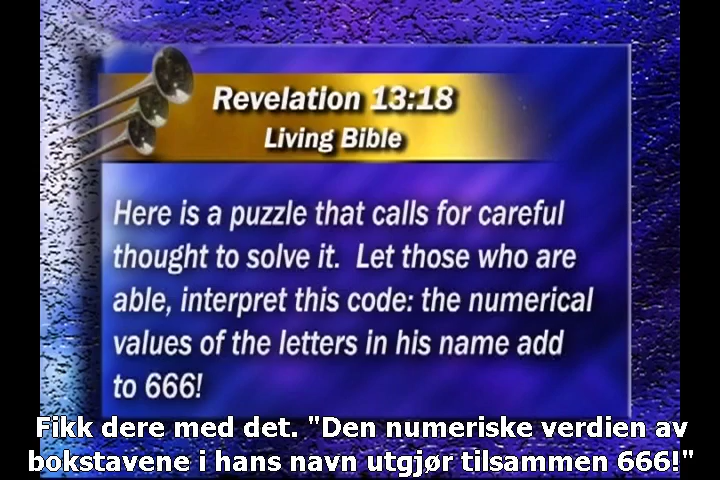 Revelation 13:18
Living Bible
Here is a puzzle that calls for careful
thought to solve it. Let those who are
able, interpret this code: the numerical
values of the letters in his name add
to 666!
Fikk dere med det. "Den numeriske verdien av
bokstavene i hans navn utgjør tilsammen 666!"